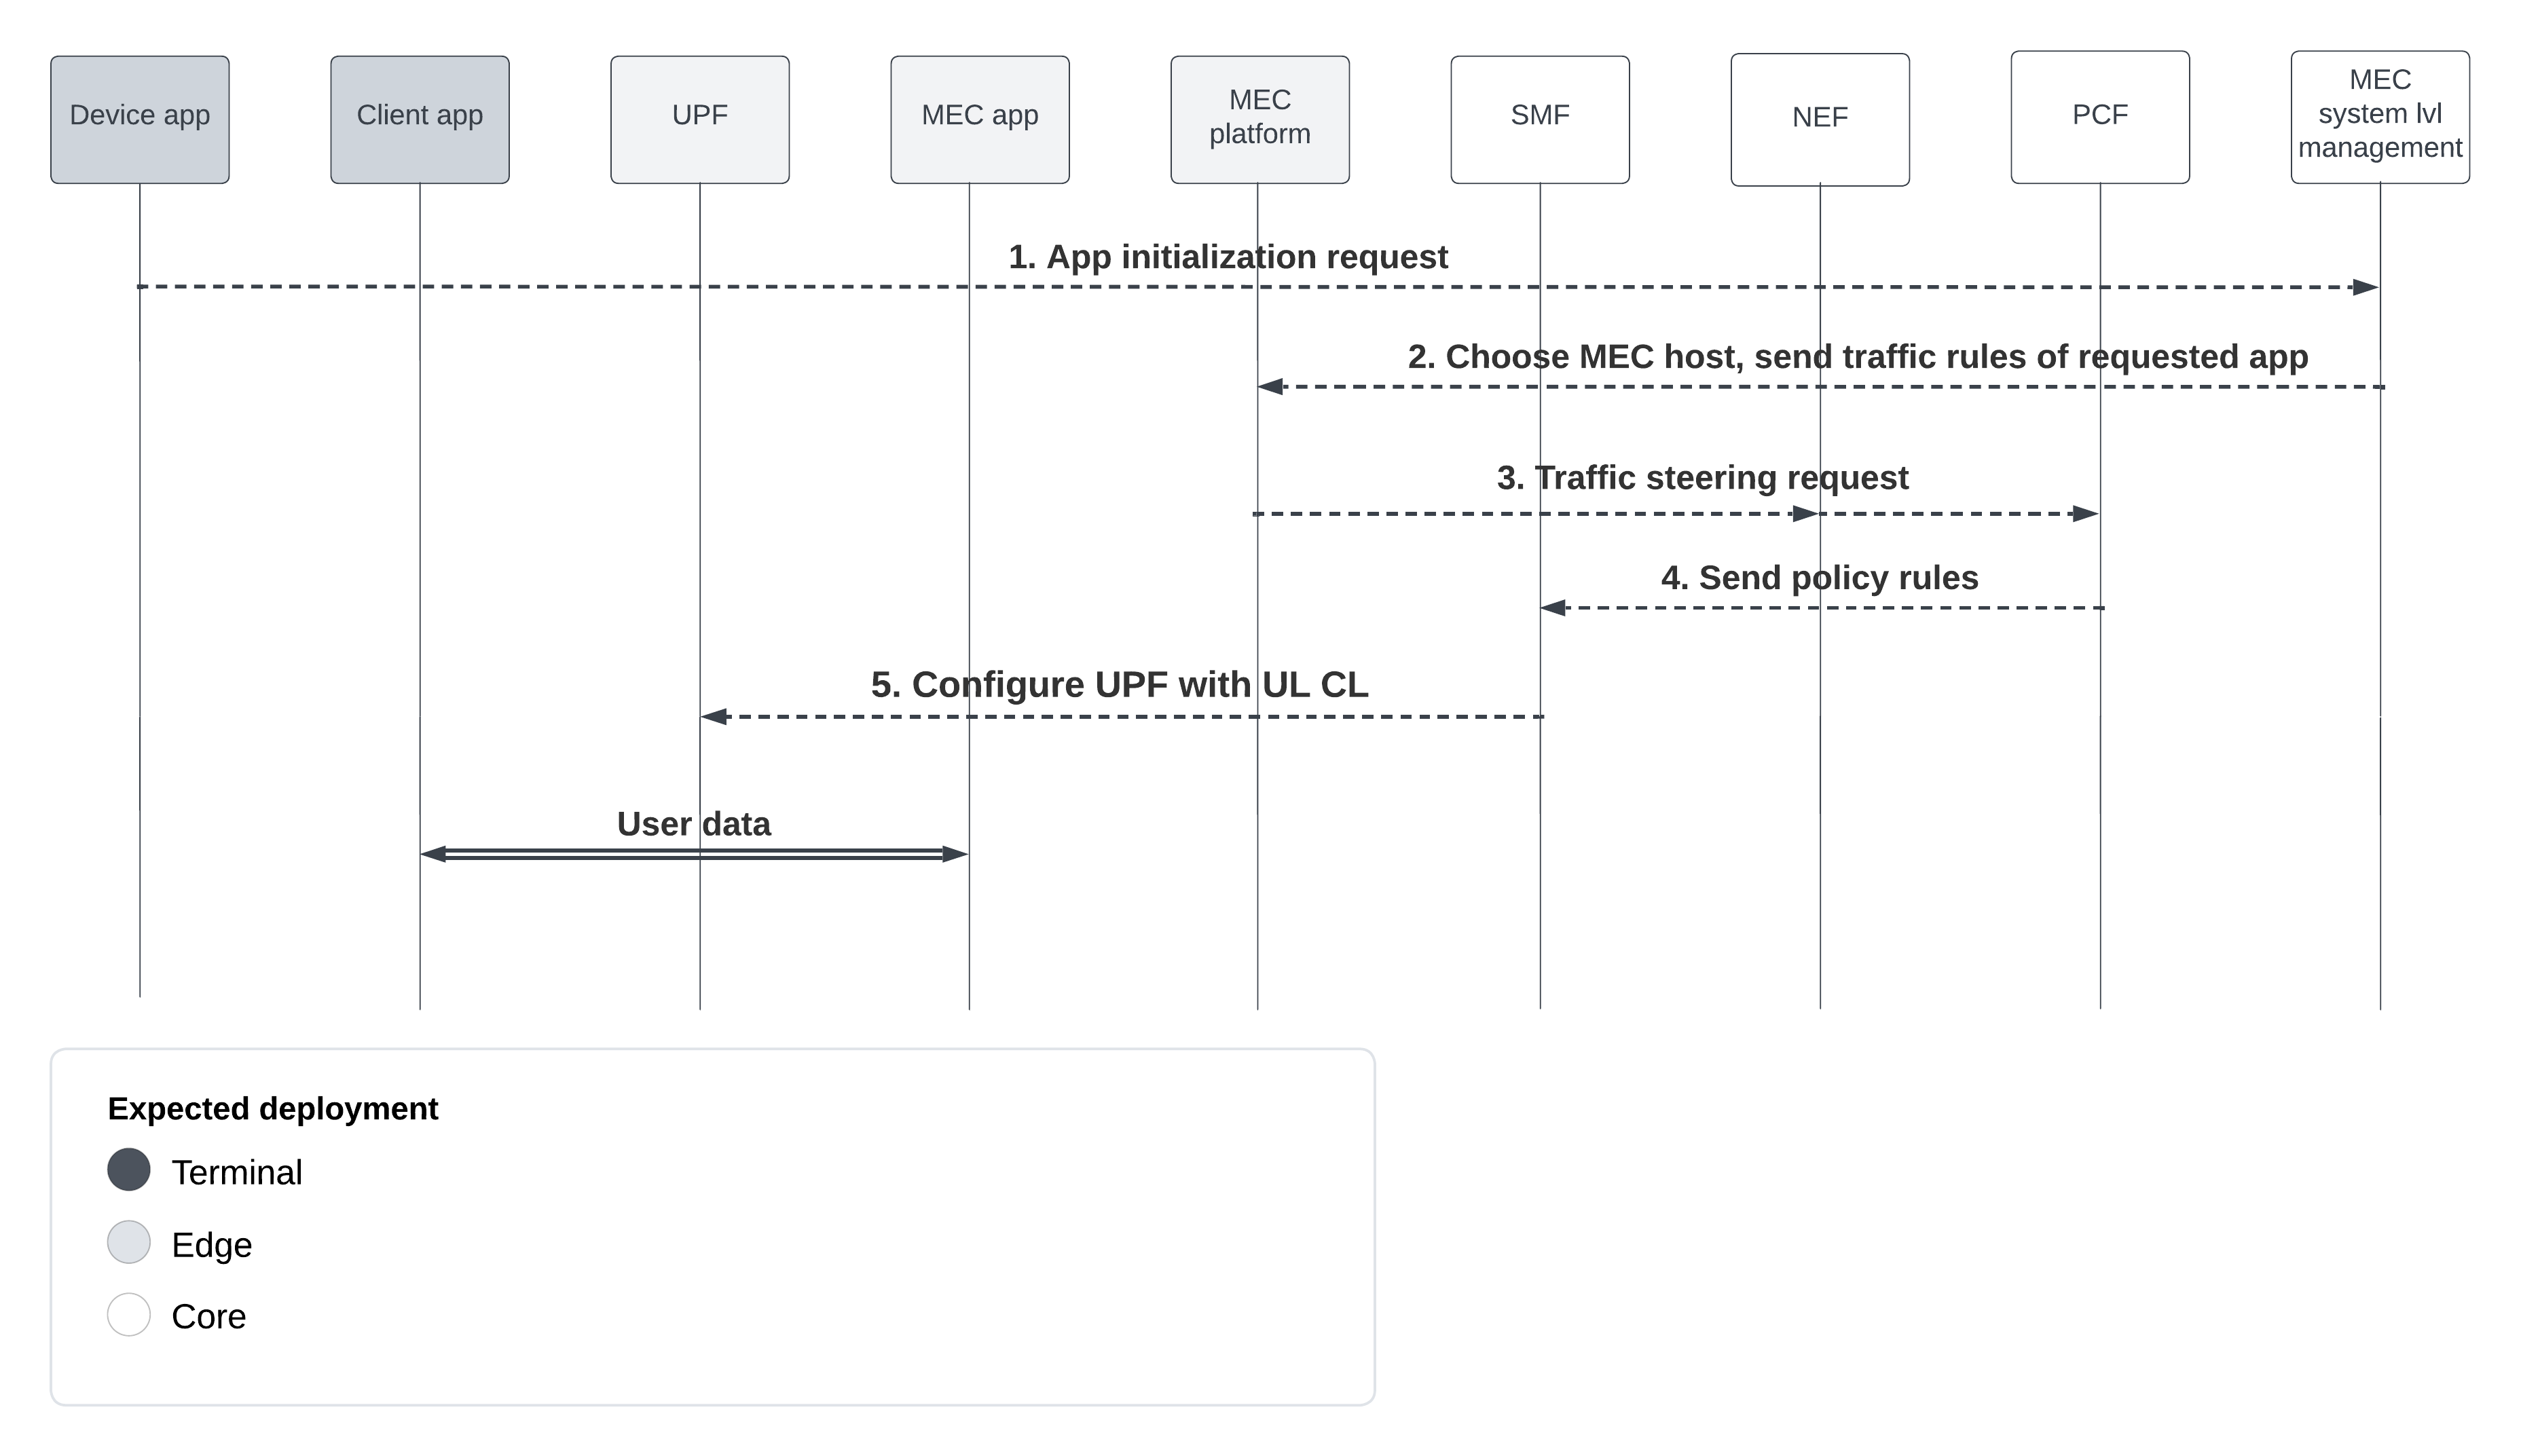 Device app
Client app
UPF
MEC app
MEC
platform
SMF
NEF
PCF
MEC
system lvl
management
1. App initialization request
2. Choose MEC host, send traffic rules of requested app
3. Traffic steering request
4. Send policy rules
5. Configure UPF with UL CL
User data
Expected deployment
Terminal
Edge
Core